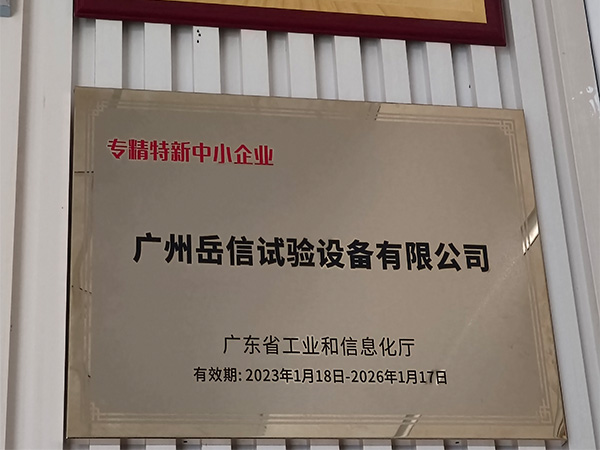 专精特新中小企业
广州岳信试验设备有限公司
广东省工业和信息化厅
有效期: 2023年1月18日-2026年1月17日